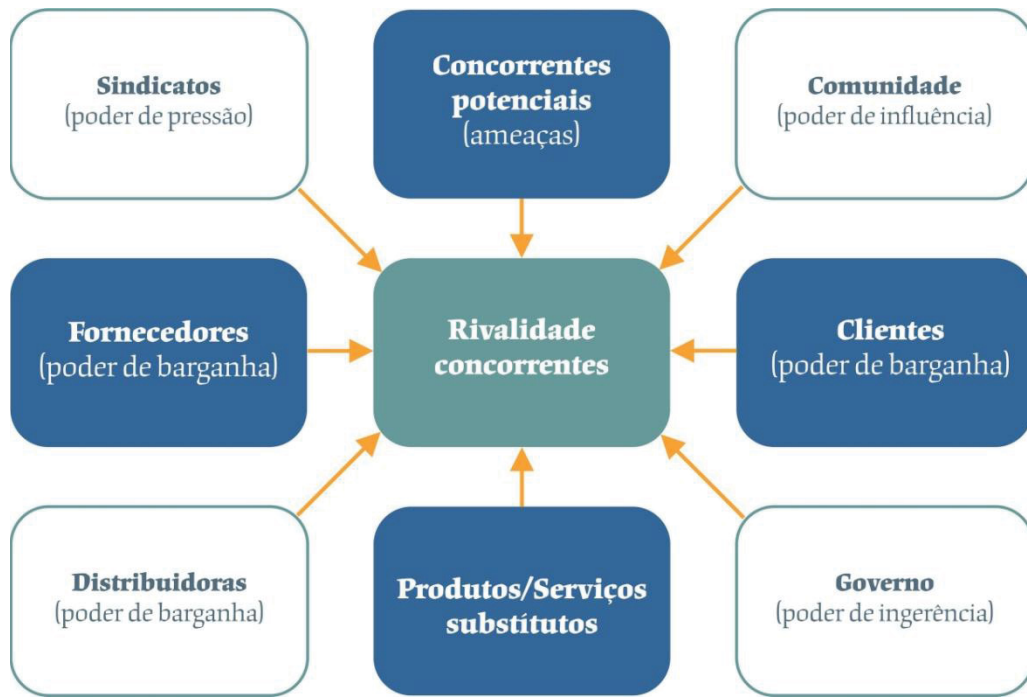 Sindicatos
(poder de pressão)
Concorrentes
potenciais
(ameaças)
Comunidade
(poder de influência)
Fornecedores
(poder de barganha)
Rivalidade
concorrentes
Clientes
(poder de barganha)
Distribuidoras
(poder de barganha)
Produtos/Serviços
substítutos
Governo
(poder de ingerência)